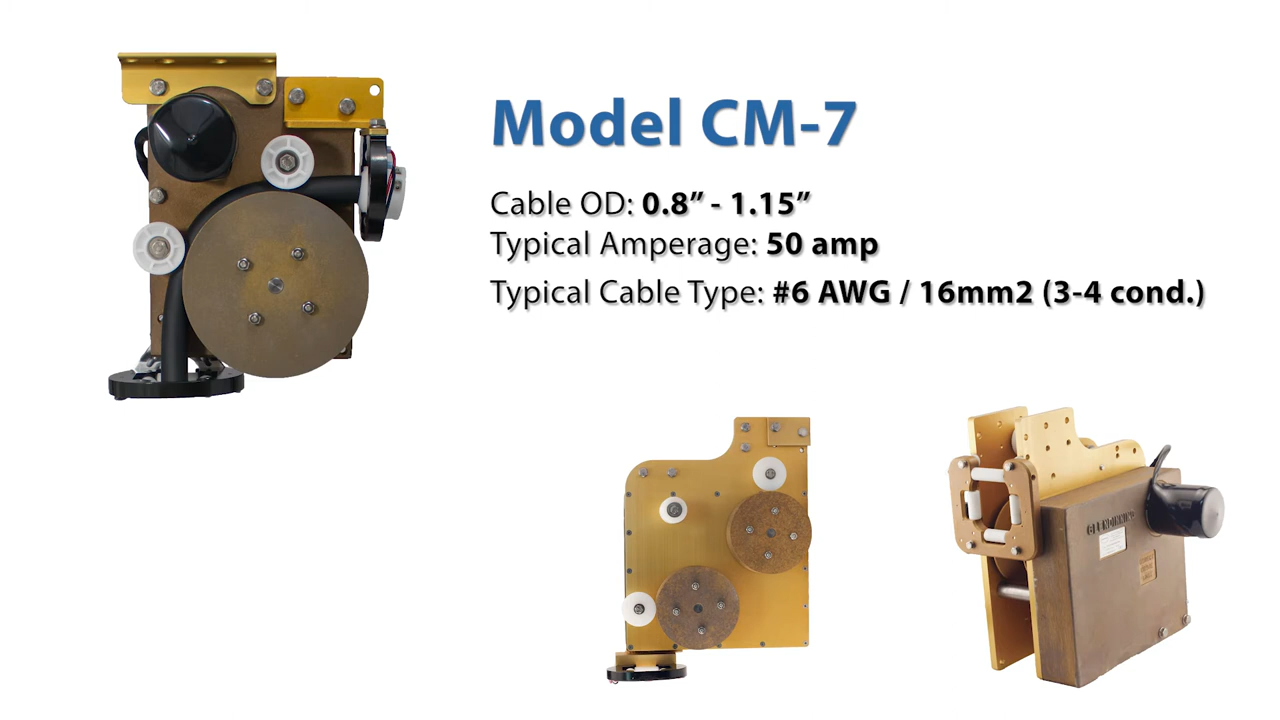 Model CM-7
Cable OD: 0.8” - 1.15”
Typical Amperage: 50 amp
Typical Cable Type: #6 AWG / 16mm2 (3-4 cond.)
GLENDINNING